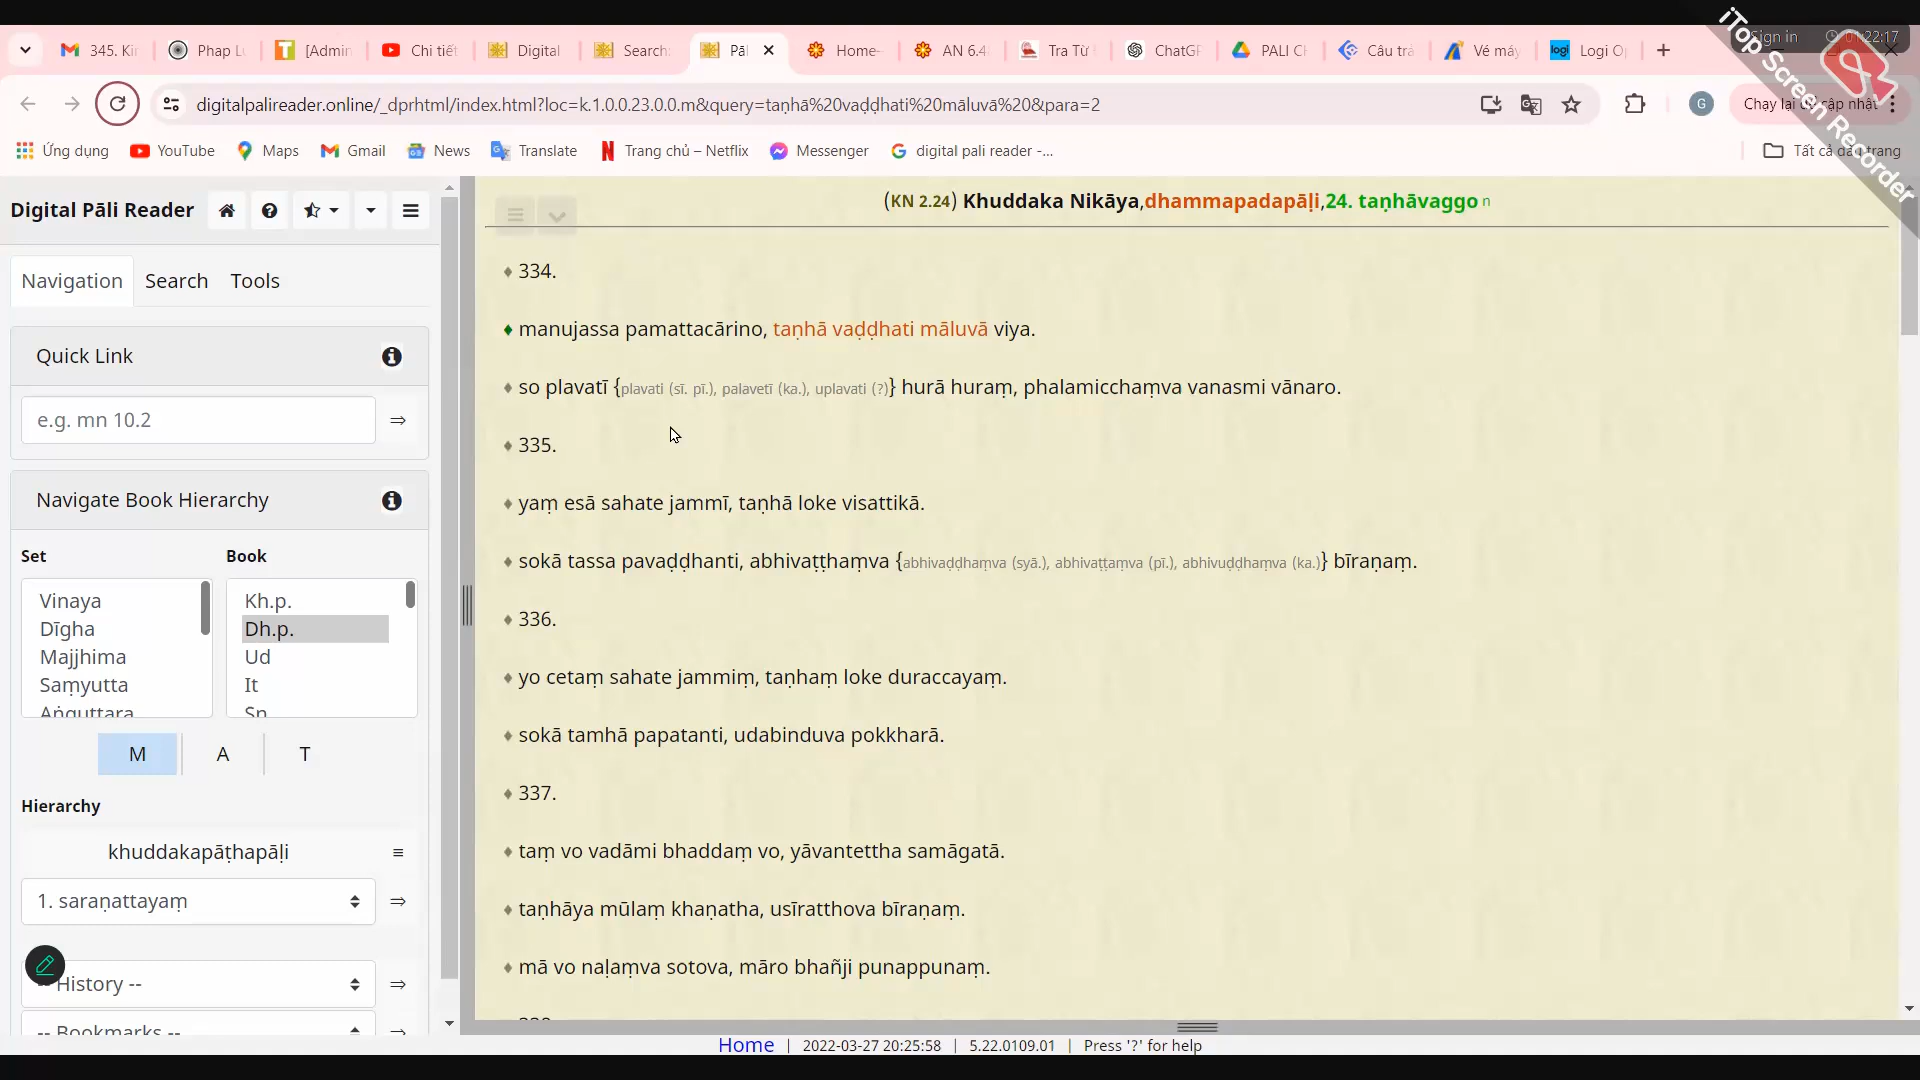 345. Kin
Phap Lu
[Admin
Chi tiết
Digital
Search
Pāl
Home-
AN 6.4
Tra Từ
ChatGP
PALI CH
Câu trả
Vé máy
Logi Op
Sign in
01:22:17
iTop Screen Recorder
digitalpalireader.online/_dprhtml/index.html?loc=k.1.0.0.23.0.0.m&query=taṇhā%20vaḍḍhati%20māluvā%20&para=2
G
Chạy lại để cập nhật
Ứng dụng
YouTube
Maps
Gmail
News
Translate
Trang chủ – Netflix
Messenger
digital pali reader -...
Tất cả dấu trang
Digital Pāli Reader
Navigation
Search
Tools
Quick Link
e.g. mn 10.2
Navigate Book Hierarchy
Set
Book
Vinaya
Dīgha
Majjhima
Saṃyutta
Aṅguttara
Kh.p.
Dh.p.
Ud
It
Sn
M
A
T
Hierarchy
khuddakapāṭhapāḷi
1. saraṇattayaṃ
-- History --
-- Bookmarks --
(KN 2.24) Khuddaka Nikāya,dhammapadapāḷi,24. taṇhāvaggo n
334.
manujassa pamattacārino, taṇhā vaḍḍhati māluvā viya.
so plavatī {plavati (sī. pī.), palavetī (ka.), uplavati (?)} hurā huraṃ, phalamicchaṃva vanasmi vānaro.
335.
yaṃ esā sahate jammī, taṇhā loke visattikā.
sokā tassa pavaḍḍhanti, abhivaṭṭhaṃva {abhivaḍḍhaṃva (syā.), abhivaṭṭaṃva (pī.), abhivuḍḍhaṃva (ka.)} bīraṇaṃ.
336.
yo cetaṃ sahate jammiṃ, taṇhaṃ loke duraccayaṃ.
sokā tamhā papatanti, udabinduva pokkharā.
337.
taṃ vo vadāmi bhaddaṃ vo, yāvantettha samāgatā.
taṇhāya mūlaṃ khaṇatha, usīratthova bīraṇaṃ.
mā vo naḷaṃva sotova, māro bhañji punappunaṃ.
Home | 2022-03-27 20:25:58 | 5.22.0109.01 | Press '?' for help